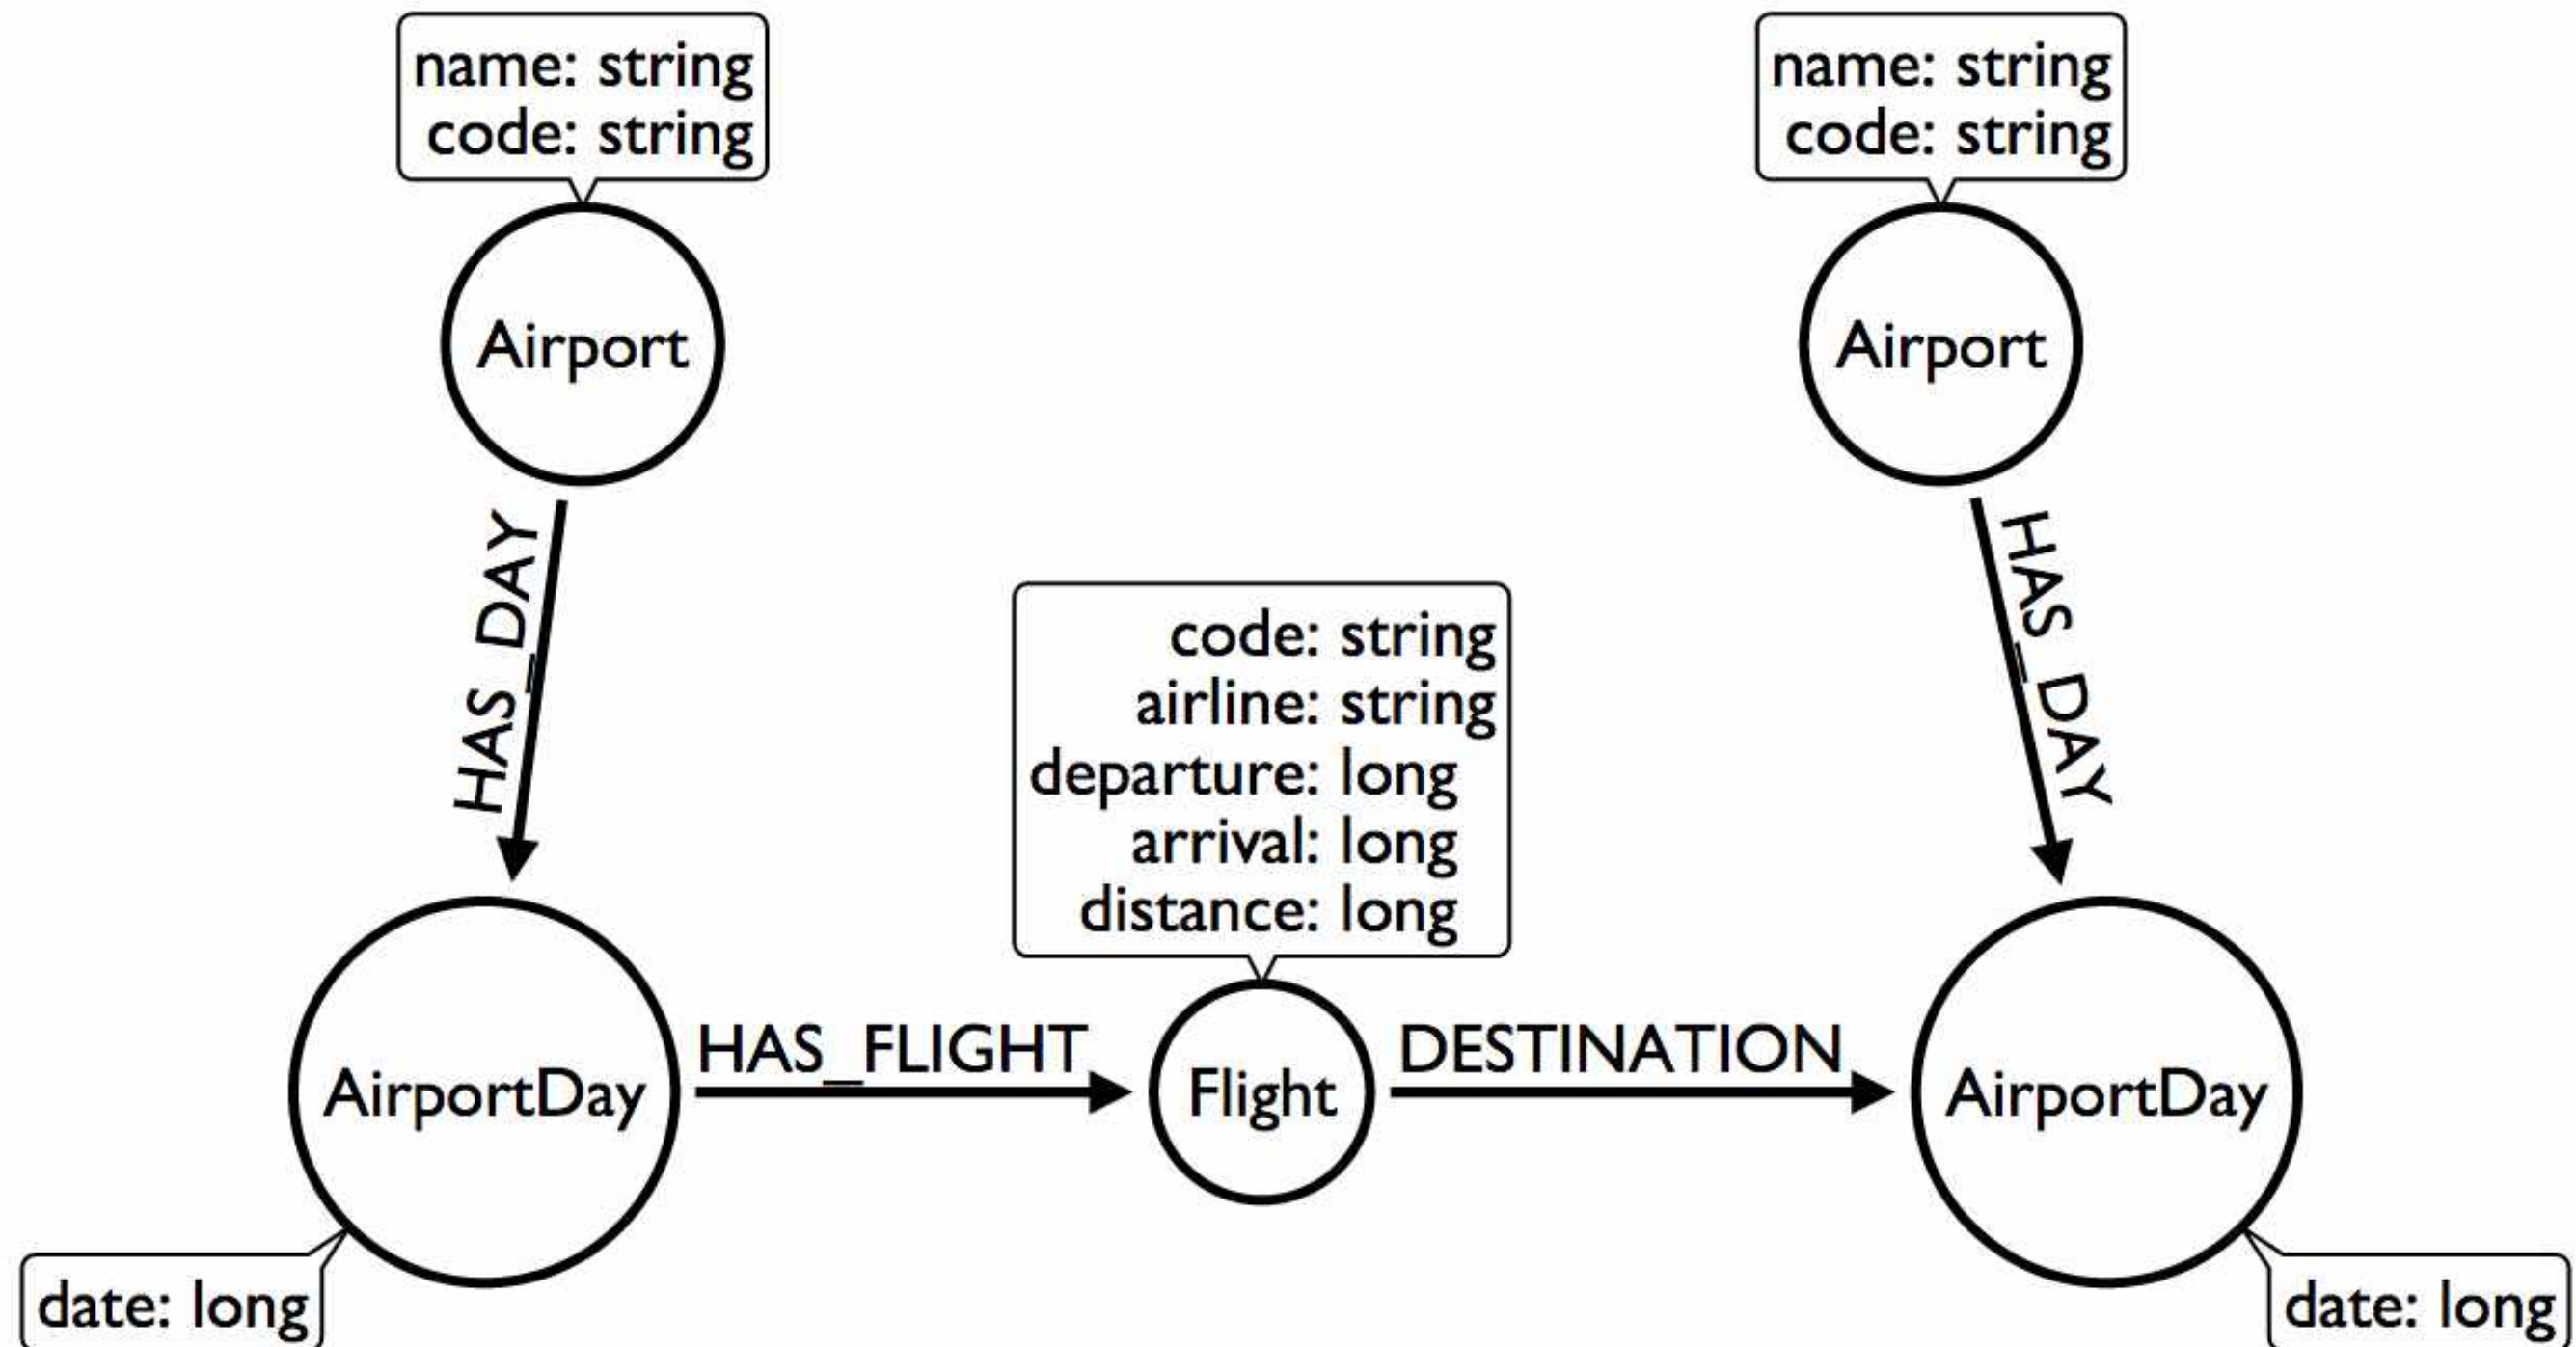 name: string
code: string
name: string
code: string
Airport
Airport
HAS_DAY
HAS_DAY
code: string
airline: string
departure: long
arrival: long
distance: long
AirportDay
HAS_FLIGHT
Flight
DESTINATION
AirportDay
date: long
date: long